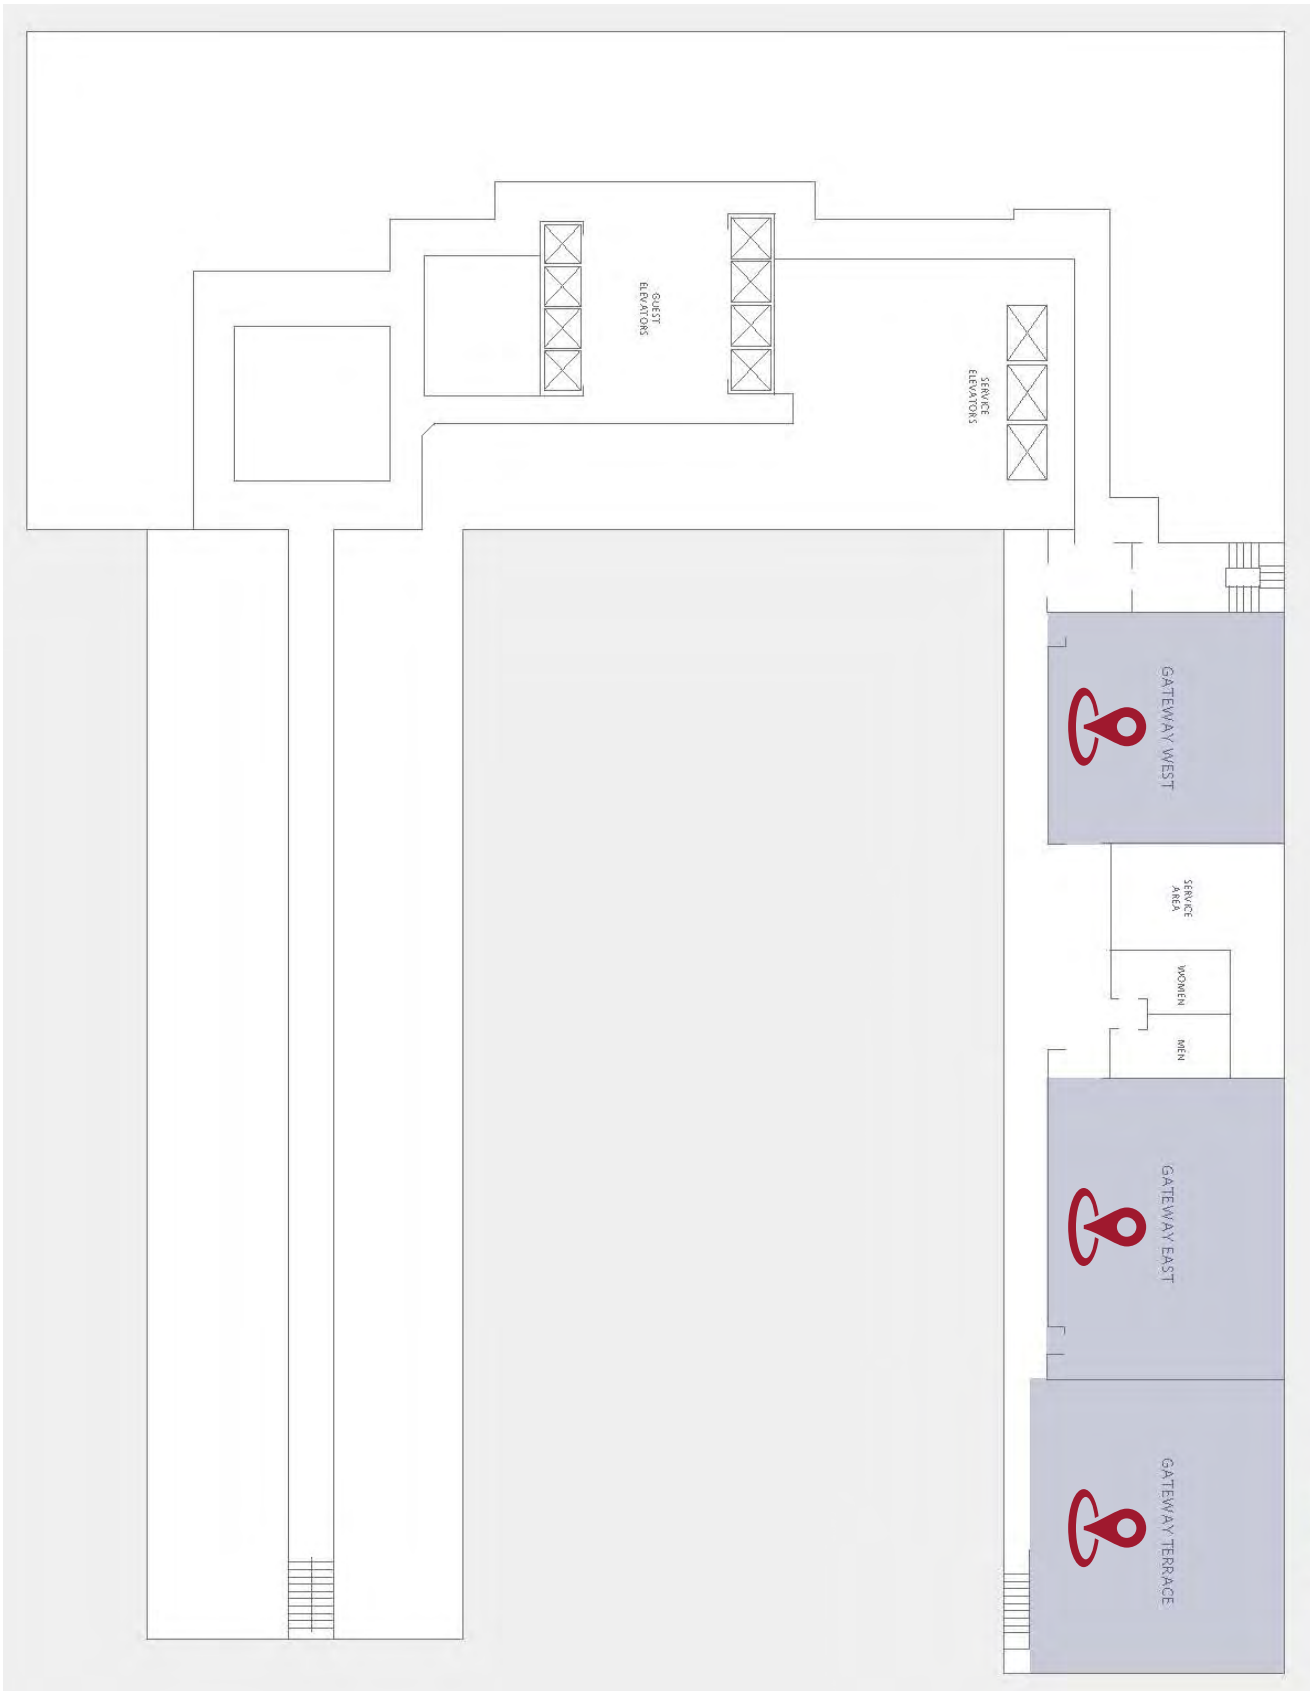 GUEST
ELEVATORS
SERVICE
ELEVATORS
GATEWAY WEST
SERVICE
AREA
WOMEN
MEN
GATEWAY EAST
GATEWAY TERRACE